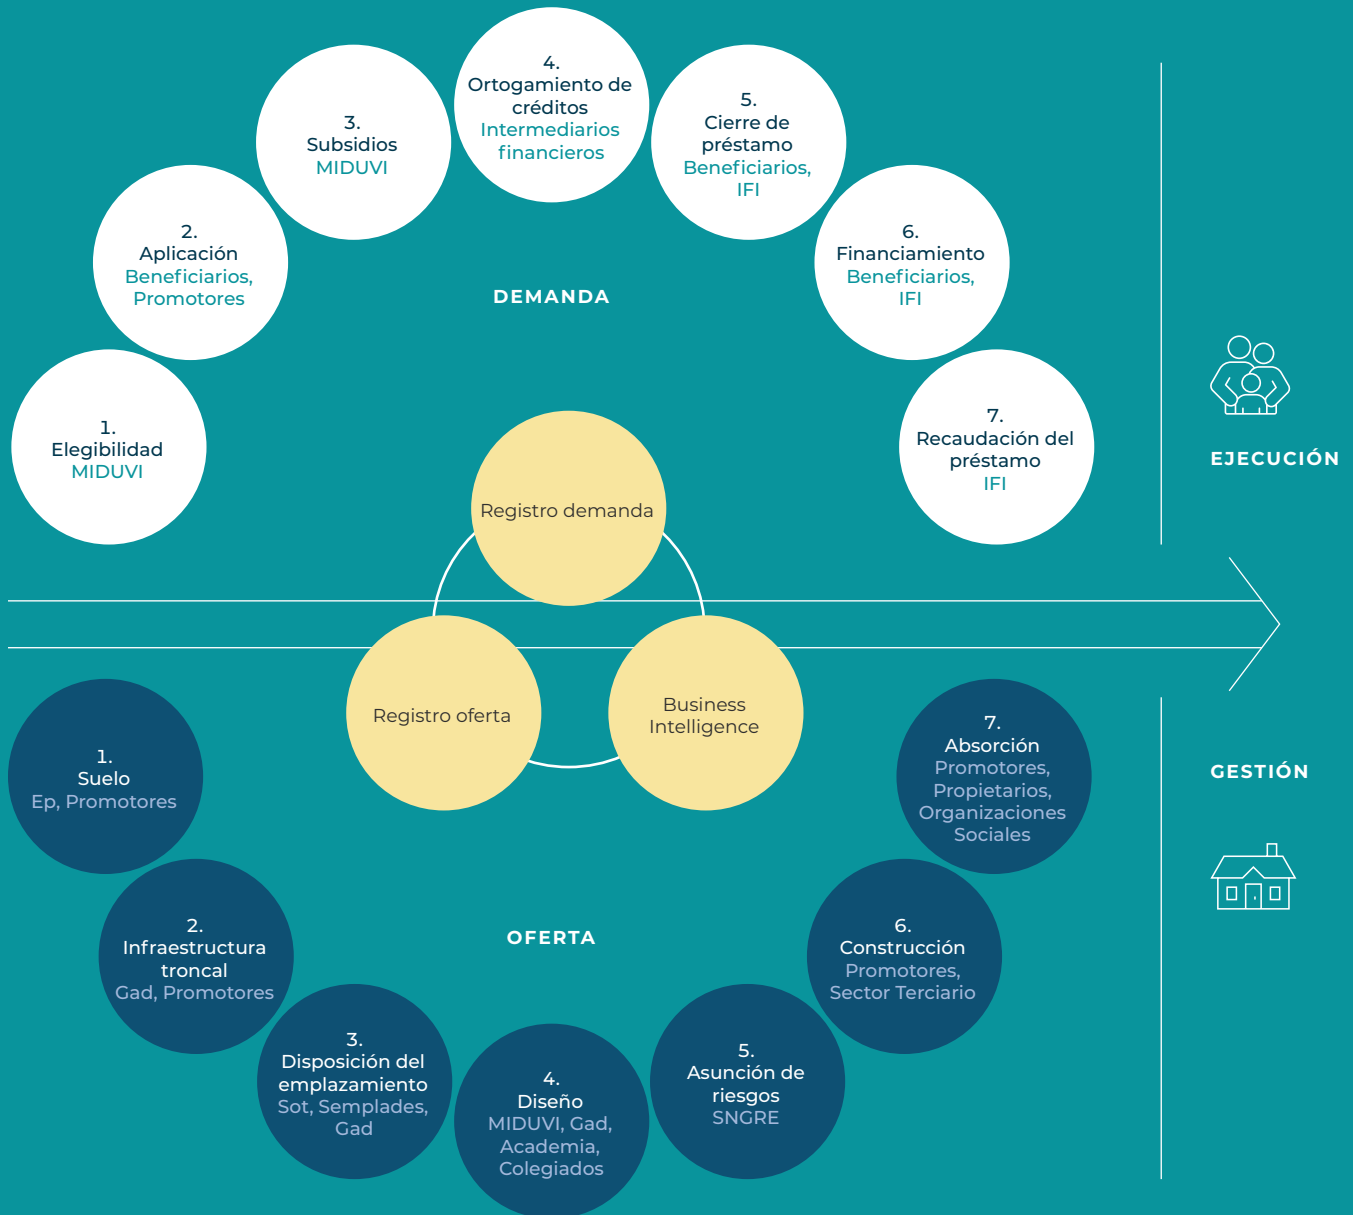 1.
Elegibilidad
MIDUVI
2.
Aplicación
Beneficiarios,
Promotores
3.
Subsidios
MIDUVI
4.
Ortogamiento de
créditos
Intermediarios
financieros
5.
Cierre de
préstamo
Beneficiarios,
IFI
6.
Financiamiento
Beneficiarios,
IFI
7.
Recaudación del
préstamo
IFI
DEMANDA
EJECUCIÓN
Registro demanda
Registro oferta
Business
Intelligence
1.
Suelo
Ep, Promotores
2.
Infraestructura
troncal
Gad, Promotores
3.
Disposición del
emplazamiento
Sot, Semplades,
Gad
4.
Diseño
MIDUVI, Gad,
Academia,
Colegiados
5.
Asunción de
riesgos
SNGRE
6.
Construcción
Promotores,
Sector Terciario
7.
Absorción
Promotores,
Propietarios,
Organizaciones
Sociales
OFERTA
GESTIÓN